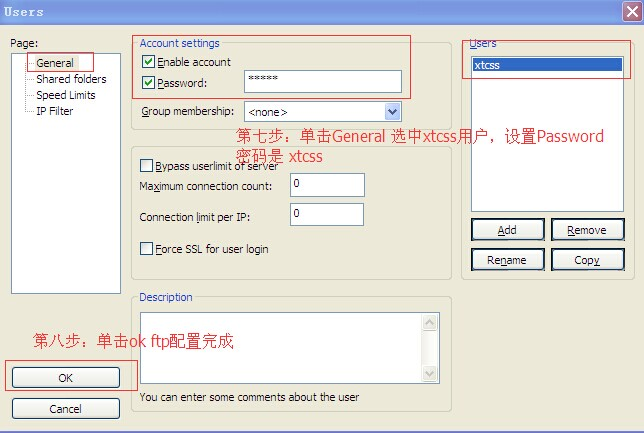 Users
Page:
General
Shared folders
Speed Limits
IP Filter
Account settings
Enable account
Password:
*****
Group membership:
<none>
第七步：单击General 选中xtcss用户，设置Password
密码是 xtcss
Bypass userlimit of server
Maximum connection count:
0
Connection limit per IP:
0
Force SSL for user login
Users
xtcss
Add
Remove
Rename
Copy
Description
You can enter some comments about the user
第八步：单击ok ftp配置完成
OK
Cancel